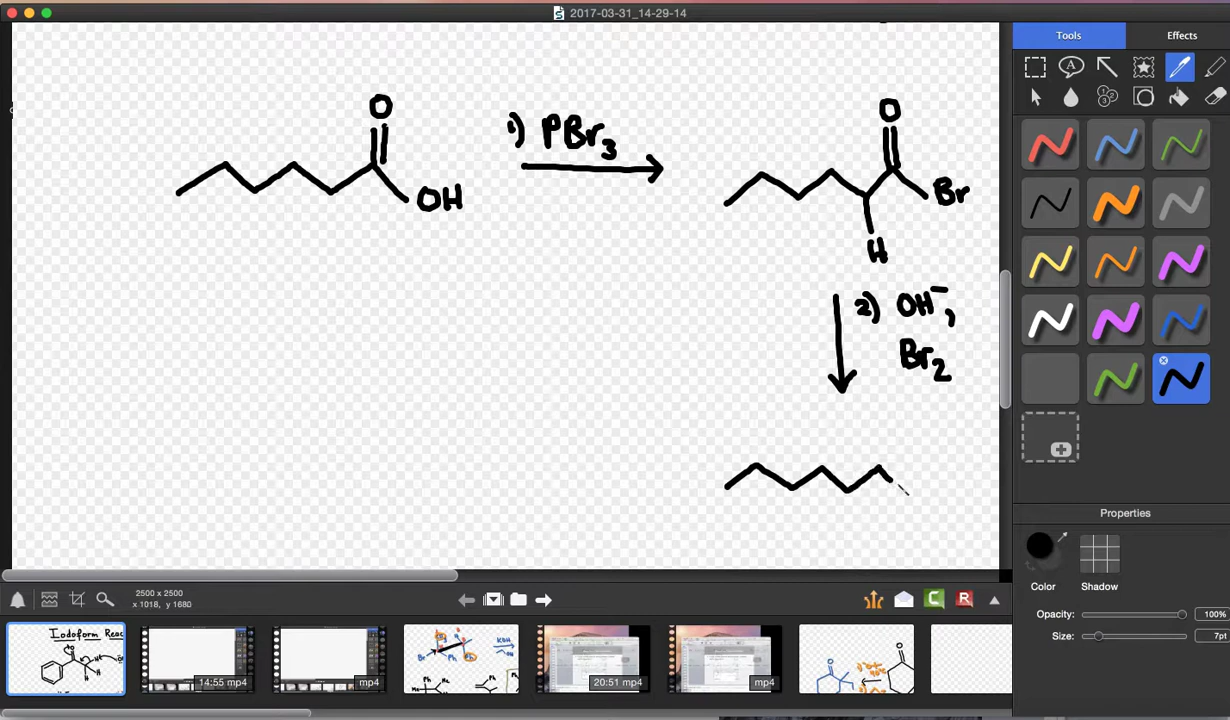 2017-03-31_14-29-14
Tools
Effects
O
OH
1) PBr3
O
Br
H
2) OH⁻,
Br2
Properties
Color
Shadow
Opacity:
100%
Size:
7pt
2500 x 2500
x 1018, y 1680
Iodoform Reac
14:55 mp4
mp4
20:51 mp4
mp4